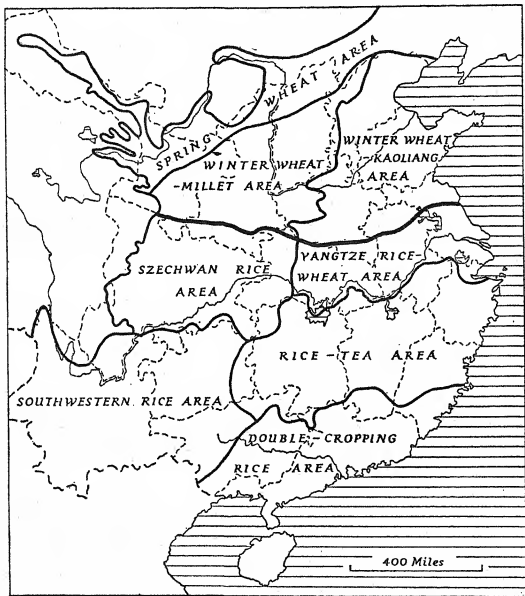 SPRING WHEAT AREA
WINTER WHEAT
-MILLET AREA
WINTER WHEAT
-KAOLIANG
AREA
SZECHWAN RICE
AREA
YANGTZE RICE-
WHEAT AREA
RICE-TEA AREA
SOUTHWESTERN RICE AREA
DOUBLE-CROPPING
RICE AREA
400 Miles